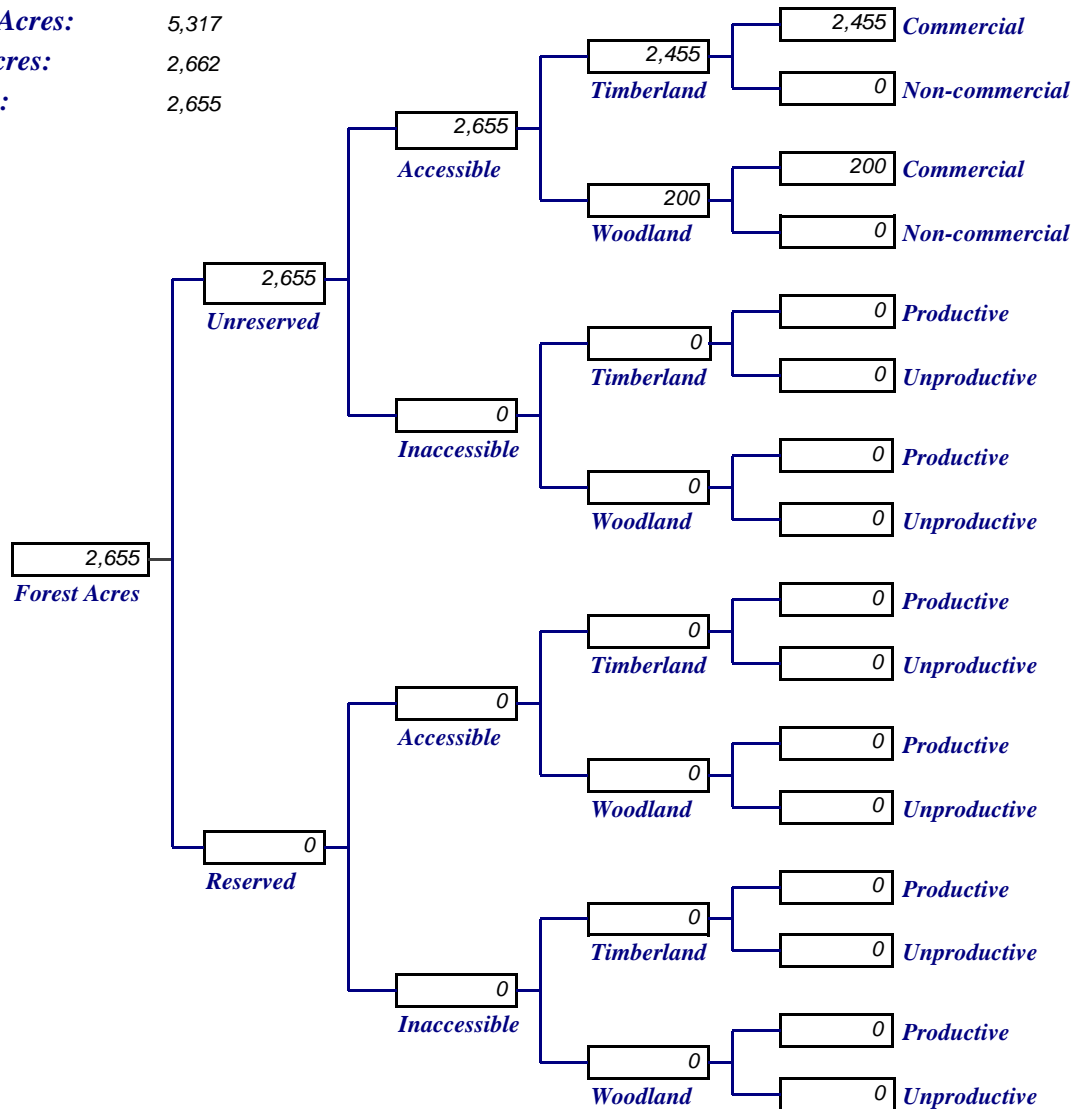 Acres: 5,317
cres: 2,662
: 2,655
2,455 Commercial
2,455
Timberland
0 Non-commercial
2,655
Accessible
200 Commercial
200
Woodland
0 Non-commercial
2,655
Unreserved
0 Productive
0
Timberland
0 Unproductive
0
Inaccessible
0 Productive
0
Woodland
0 Unproductive
2,655
Forest Acres
0 Productive
0
Timberland
0 Unproductive
0
Accessible
0 Productive
0
Woodland
0 Unproductive
0
Reserved
0 Productive
0
Timberland
0 Unproductive
0
Inaccessible
0 Productive
0
Woodland
0 Unproductive